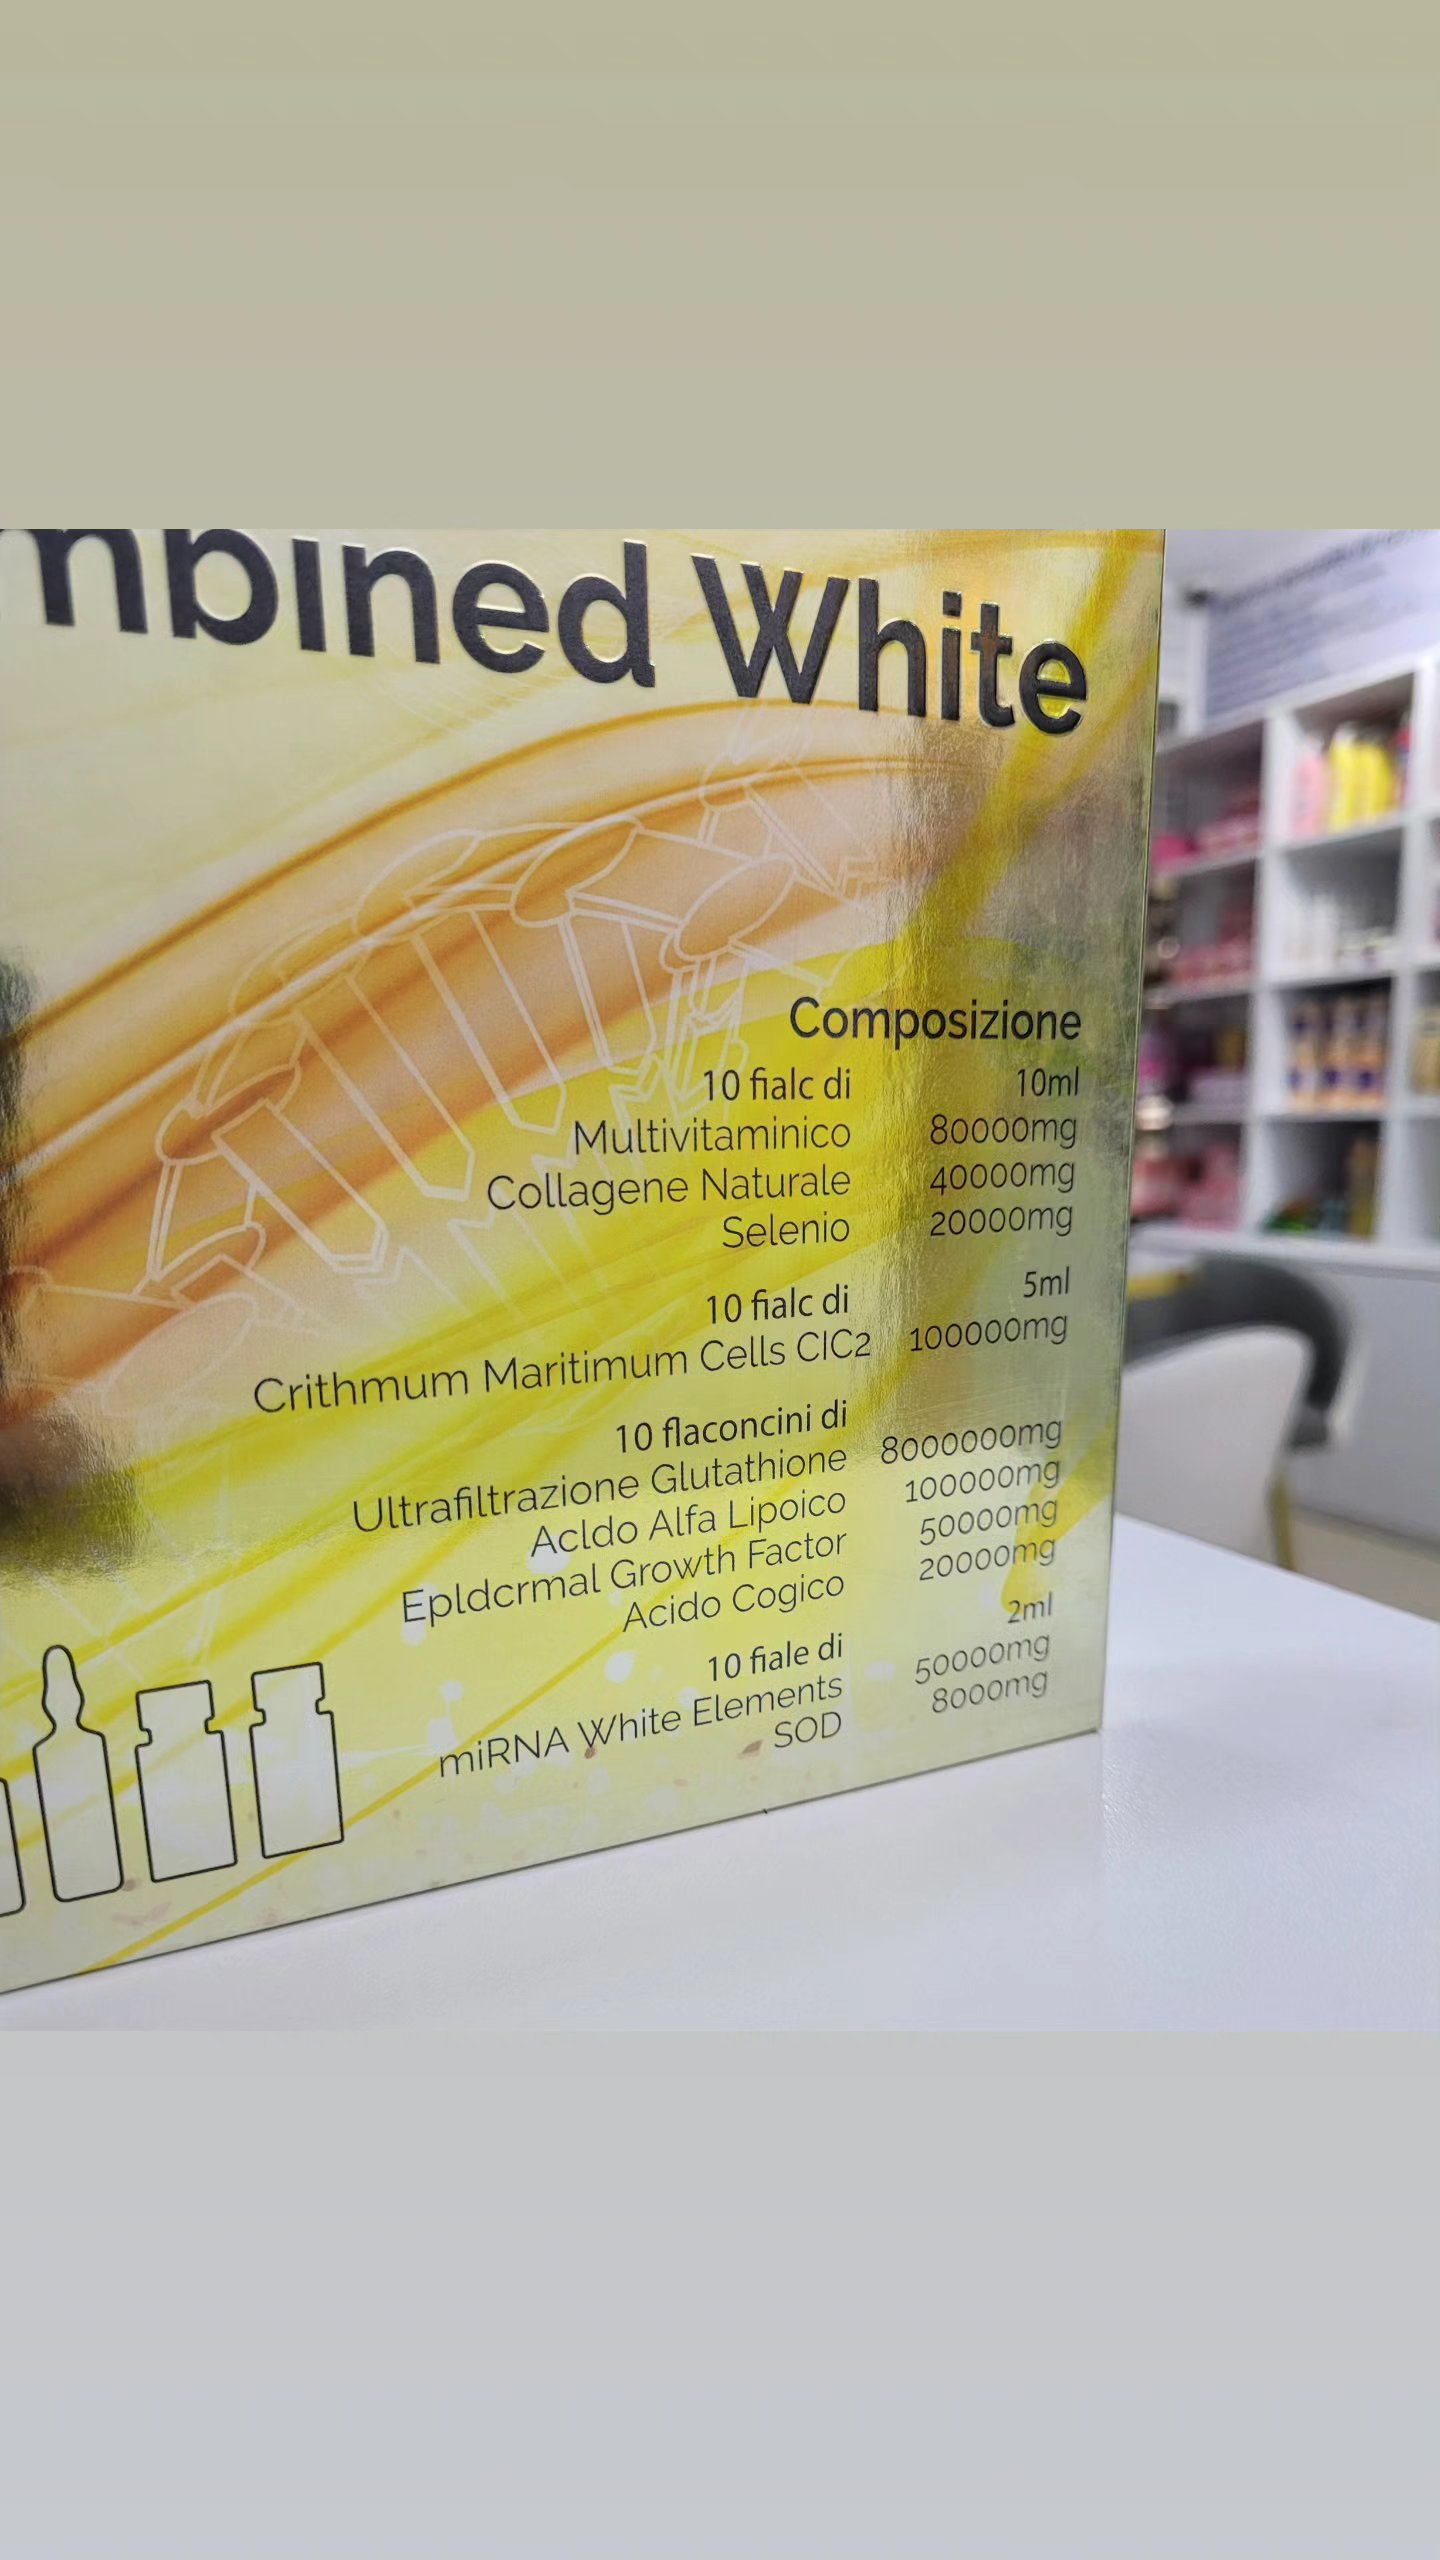 mbined White
Composizione
10 fialc di 10ml
Multivitaminico 80000mg
Collagene Naturale 40000mg
Selenio 20000mg
10 fialc di 5ml
Crithmum Maritimum Cells ClC2 100000mg
10 flaconcini di
Ultrafiltrazione Glutathione 8000000mg
Acldo Alfa Lipoico 100000mg
Epldcrmal Growth Factor 50000mg
Acido Cogico 20000mg
10 fiale di 2ml
miRNA White Elements 50000mg
SOD 8000mg